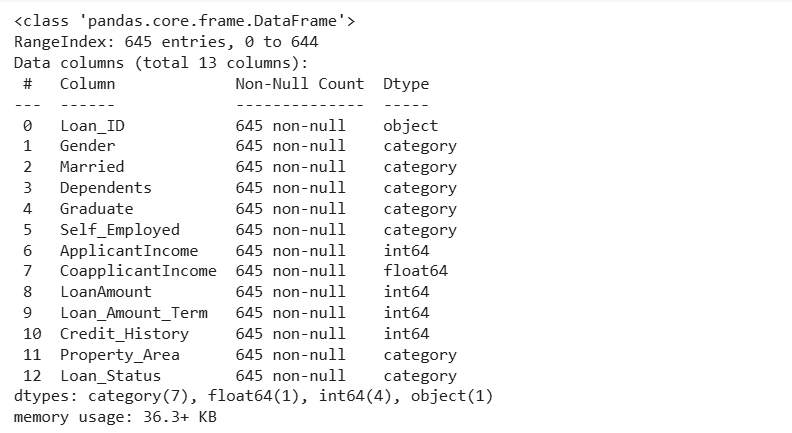 <class 'pandas.core.frame.DataFrame'>
RangeIndex: 645 entries, 0 to 644
Data columns (total 13 columns):
 #   Column             Non-Null Count  Dtype
---  ------             --------------  -----
 0   Loan_ID            645 non-null    object
 1   Gender             645 non-null    category
 2   Married            645 non-null    category
 3   Dependents         645 non-null    category
 4   Graduate           645 non-null    category
 5   Self_Employed      645 non-null    category
 6   ApplicantIncome    645 non-null    int64
 7   CoapplicantIncome  645 non-null    float64
 8   LoanAmount         645 non-null    int64
 9   Loan_Amount_Term   645 non-null    int64
 10  Credit_History     645 non-null    int64
 11  Property_Area      645 non-null    category
 12  Loan_Status        645 non-null    category
dtypes: category(7), float64(1), int64(4), object(1)
memory usage: 36.3+ KB